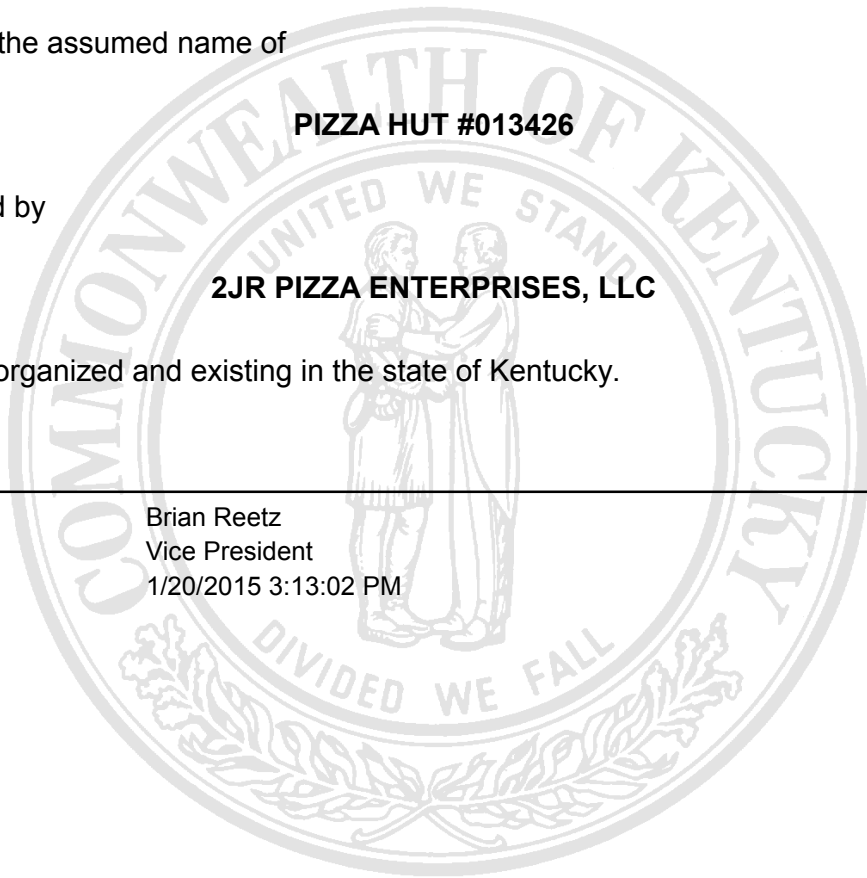 the assumed name of
PIZZA HUT #013426
d by
2JR PIZZA ENTERPRISES, LLC
organized and existing in the state of Kentucky.
Brian Reetz
Vice President
1/20/2015 3:13:02 PM
COMMONWEALTH OF KENTUCKY
UNITED WE STAND
DIVIDED WE FALL